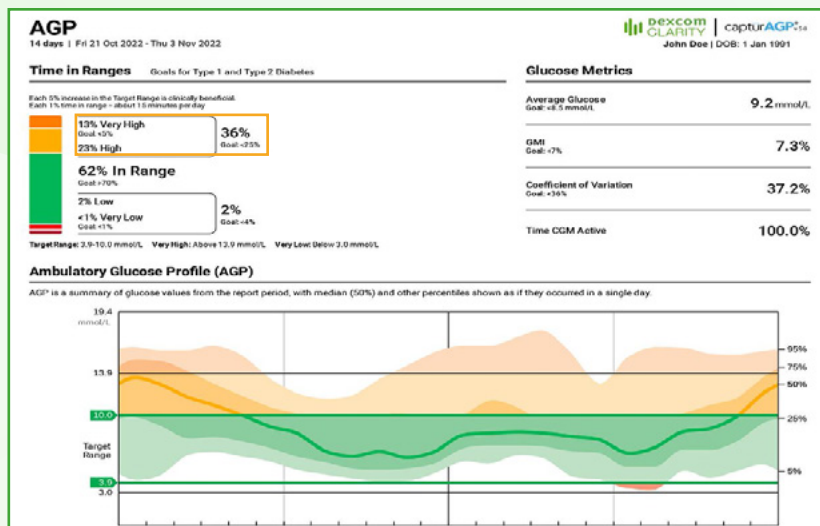 AGP
14 days | Fri 21 Oct 2022 - Thu 3 Nov 2022
Dexcom CLARITY | captūrAGP
John Doe | DOB: 1 Jan 1991
Time in Ranges Goals for Type 1 and Type 2 Diabetes
Each 5% increase in the Target Range is clinically beneficial.
Each 1% time in range = about 15 minutes per day
13% Very High
Goal: <5%
23% High
36%
Goal: <25%
62% In Range
Goal: >70%
2% Low
<1% Very Low
Goal: <1%
2%
Goal: <4%
Target Range: 3.9-10.0 mmol/L Very High: Above 13.9 mmol/L Very Low: Below 3.0 mmol/L
Glucose Metrics
Average Glucose
Goal: <8.5 mmol/L
9.2 mmol/L
GMI
Goal: <7%
7.3%
Coefficient of Variation
Goal: <36%
37.2%
Time CGM Active
100.0%
Ambulatory Glucose Profile (AGP)
AGP is a summary of glucose values from the report period, with median (50%) and other percentiles shown as if they occurred in a single day.
19.4
mmol/L
13.9
10.0
Target
Range
3.9
3.0
95%
75%
50%
25%
5%